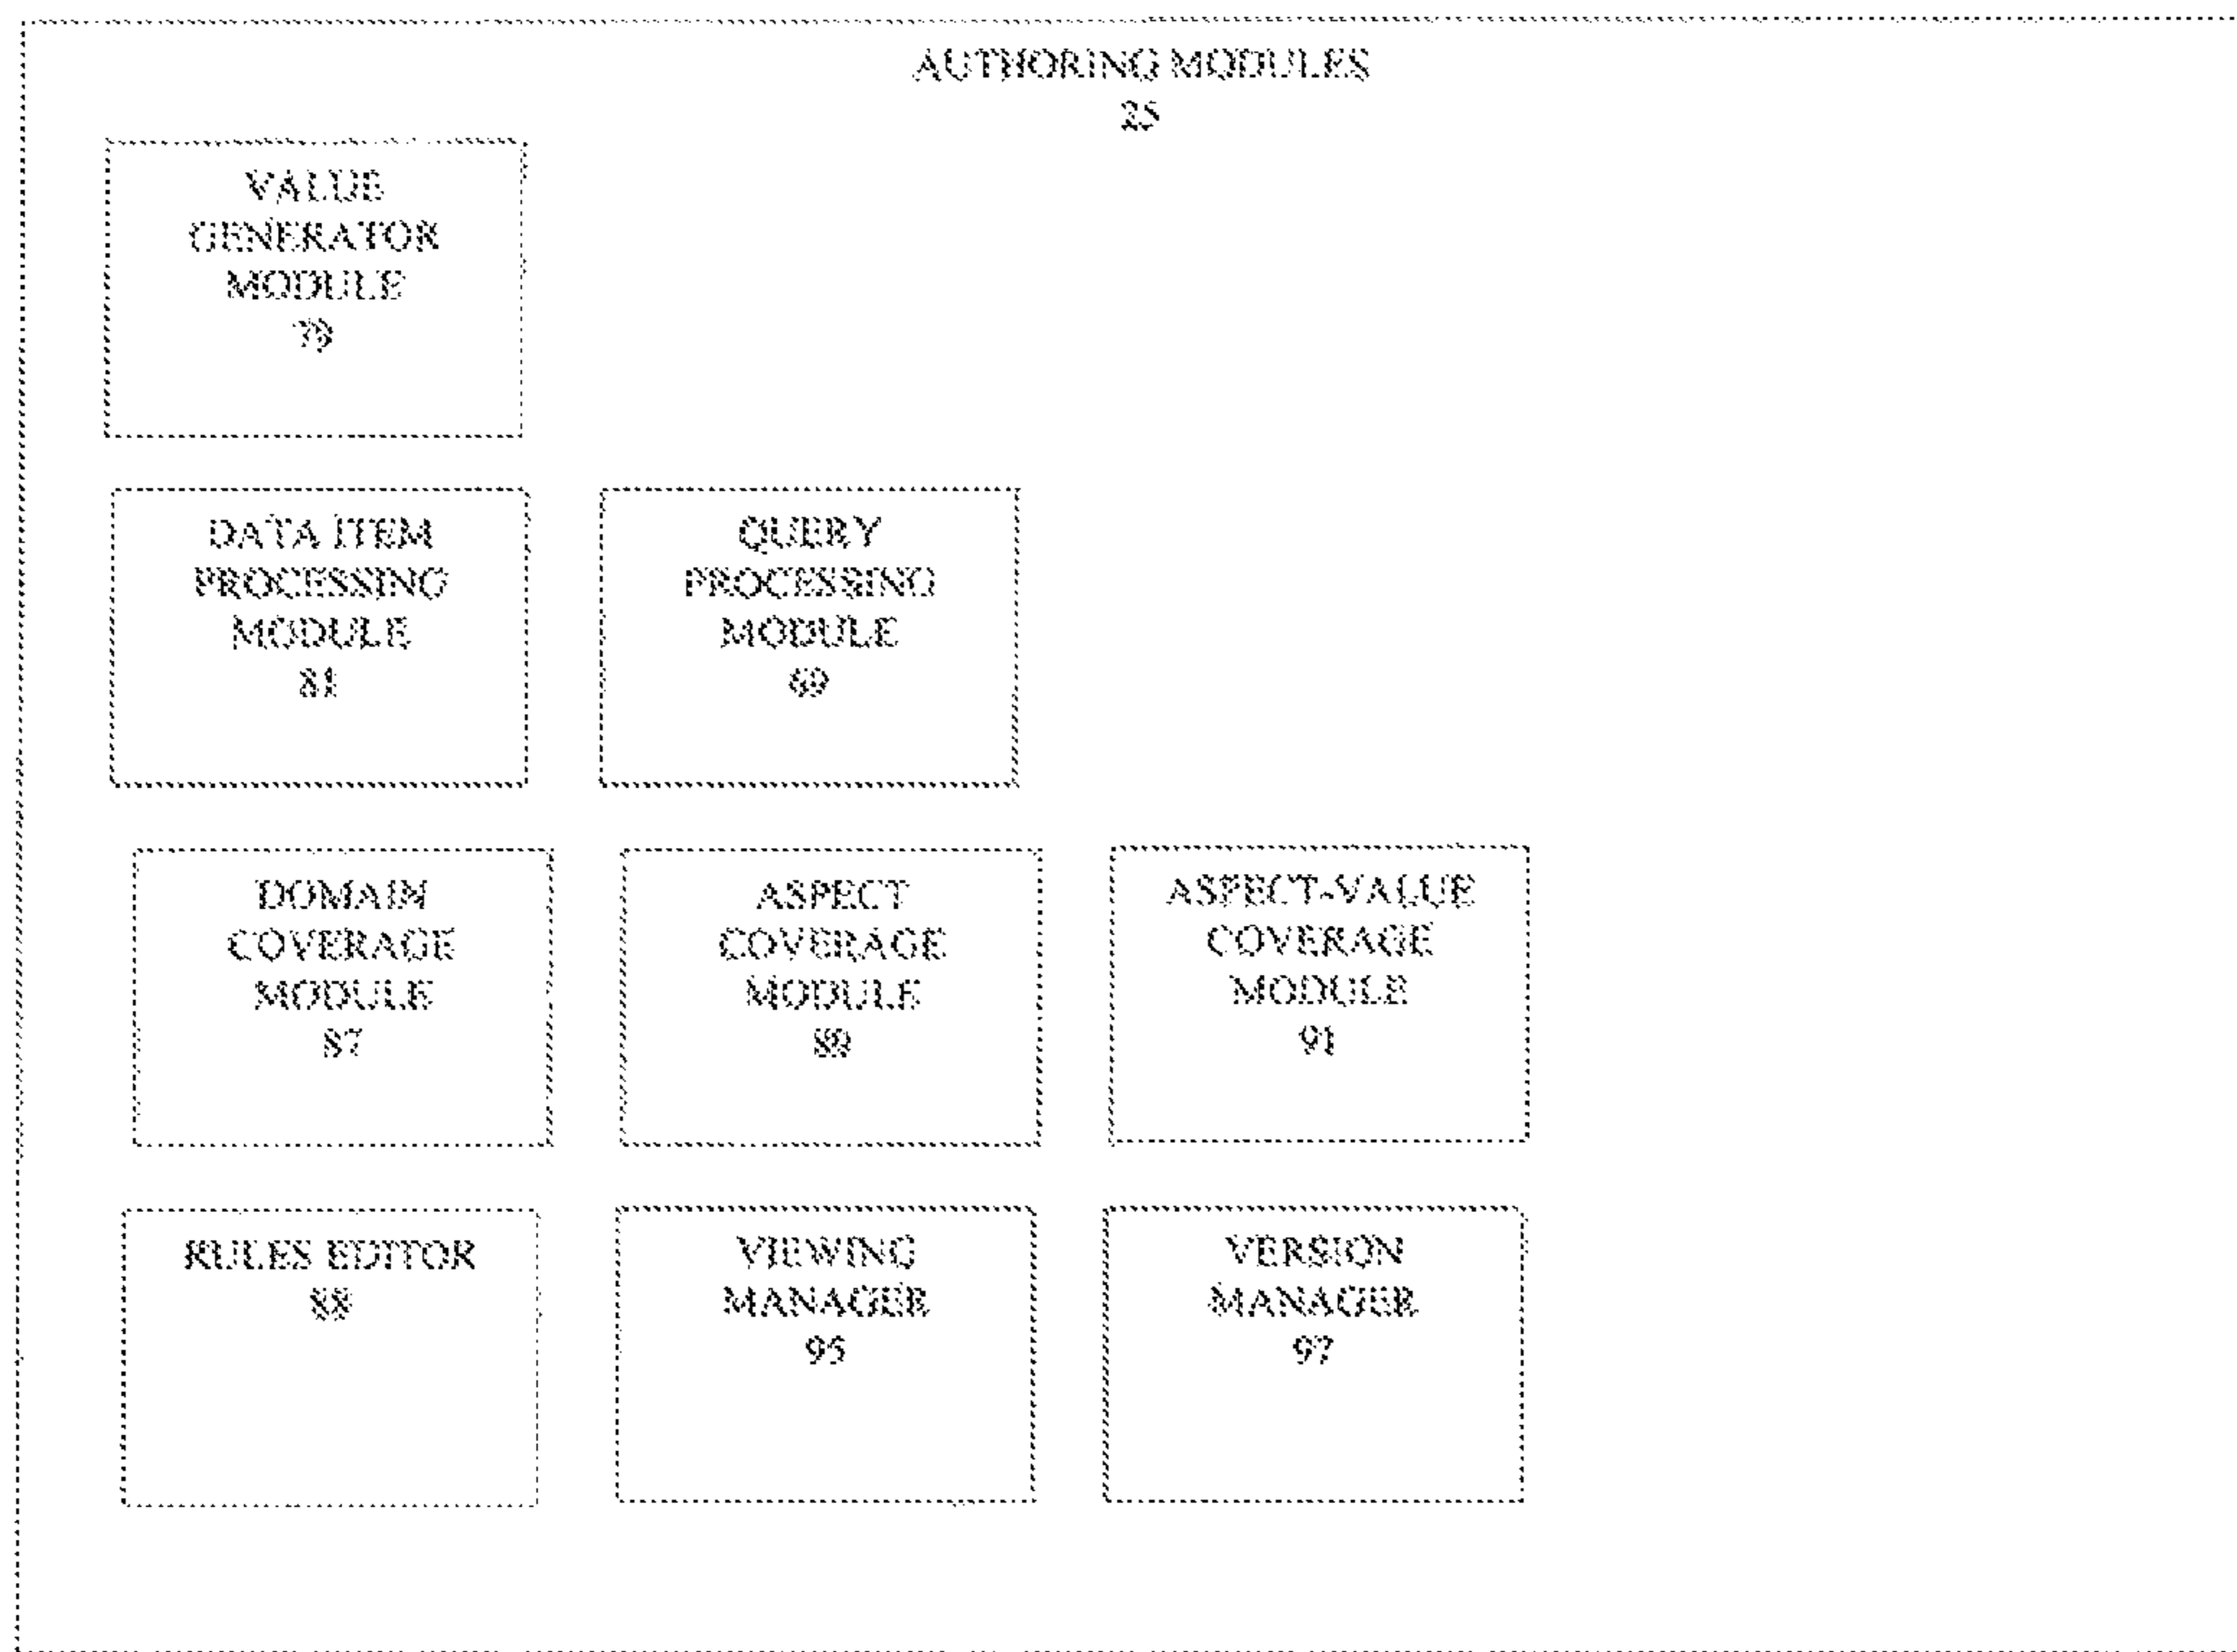 AUTHORING MODULES
25
VALUE
GENERATOR
MODULE
DATA ITEM
PROCESSING
MODULE
81
QUERY
PROCESSING
MODULE
69
DOMAIN
COVERAGE
MODULE
87
ASPECT
COVERAGE
MODULE
89
ASPECT-VALUE
COVERAGE
MODULE
91
RULES EDITOR
88
VIEWING
MANAGER
95
VERSION
MANAGER
97